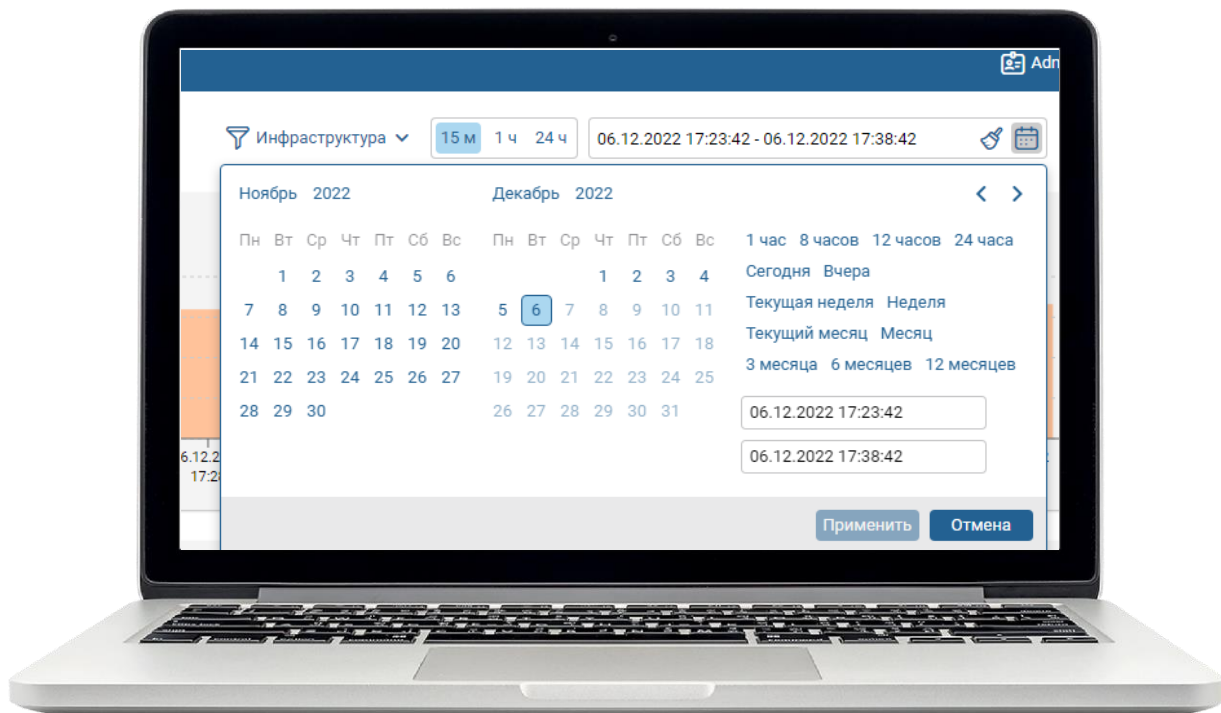 Adn
Инфраструктура 15 м 1 ч 24 ч 06.12.2022 17:23:42 - 06.12.2022 17:38:42
Ноябрь 2022 Декабрь 2022
Пн Вт Ср Чт Пт Сб Вс Пн Вт Ср Чт Пт Сб Вс 1 час 8 часов 12 часов 24 часа
1 2 3 4 5 6 1 2 3 4 Сегодня Вчера
7 8 9 10 11 12 13 5 6 7 8 9 10 11 Текущая неделя Неделя
14 15 16 17 18 19 20 12 13 14 15 16 17 18 Текущий месяц Месяц
21 22 23 24 25 26 27 19 20 21 22 23 24 25 3 месяца 6 месяцев 12 месяцев
28 29 30 26 27 28 29 30 31 06.12.2022 17:23:42
06.12.2022 17:38:42
6.12.2
17:28
Применить Отмена